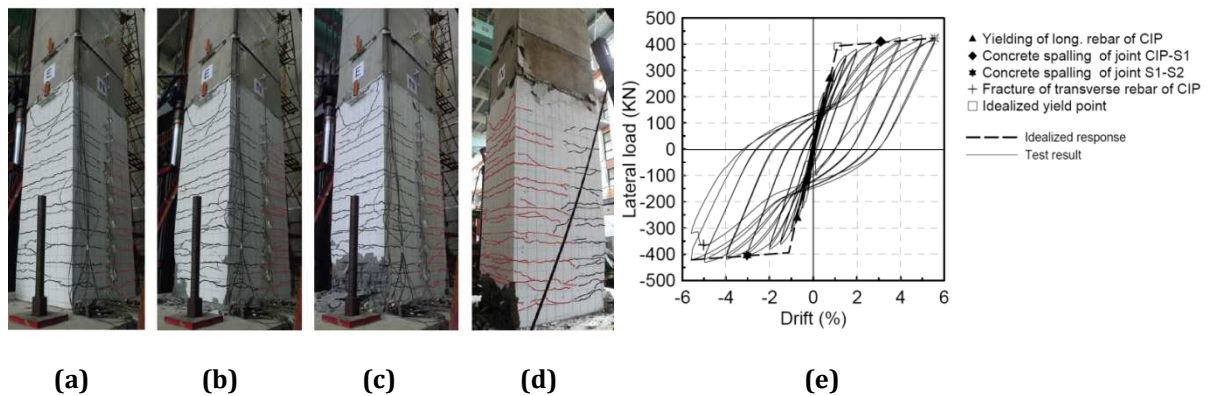 E
N
E
N
E
N
N
500
400
300
200
100
0
-100
-200
-300
-400
-500
Lateral load (KN)
-6 -4 -2 0 2 4 6
Drift (%)
Yielding of long. rebar of CIP
Concrete spalling of joint CIP-S1
Concrete spalling of joint S1-S2
Fracture of transverse rebar of CIP
Idealized yield point
Idealized response
Test result
(a) (b) (c) (d) (e)